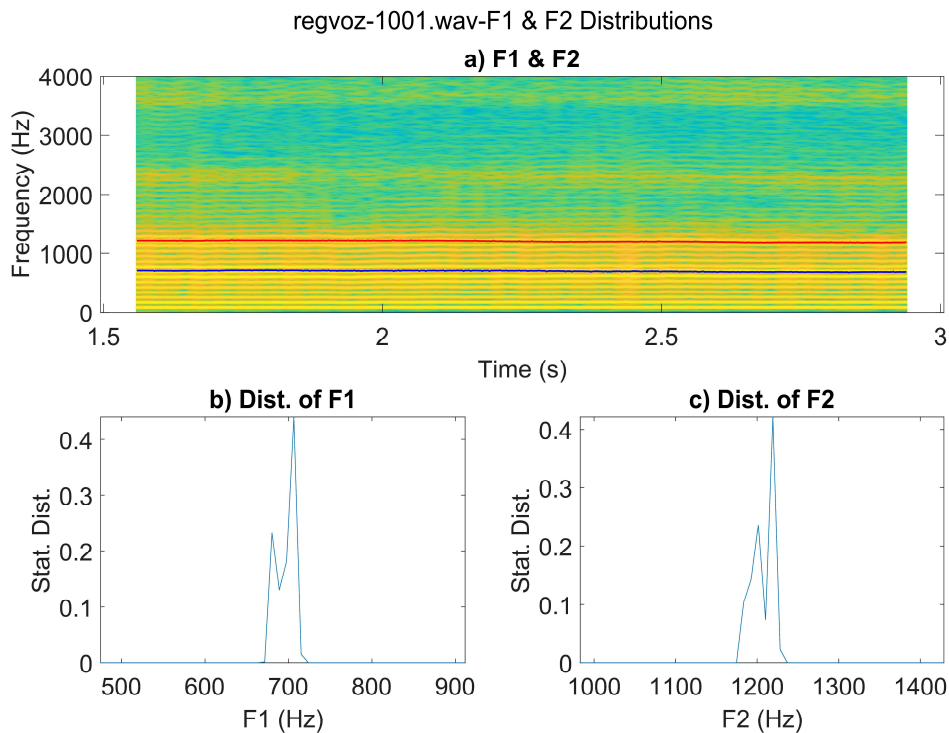 regvoz-1001.wav-F1 & F2 Distributions
a) F1 & F2
Frequency (Hz)
4000
3000
2000
1000
0
1.5 2 2.5 3
Time (s)
b) Dist. of F1
Stat. Dist.
0.4
0.3
0.2
0.1
0
500 600 700 800 900
F1 (Hz)
c) Dist. of F2
Stat. Dist.
0.4
0.3
0.2
0.1
0
1000 1100 1200 1300 1400
F2 (Hz)